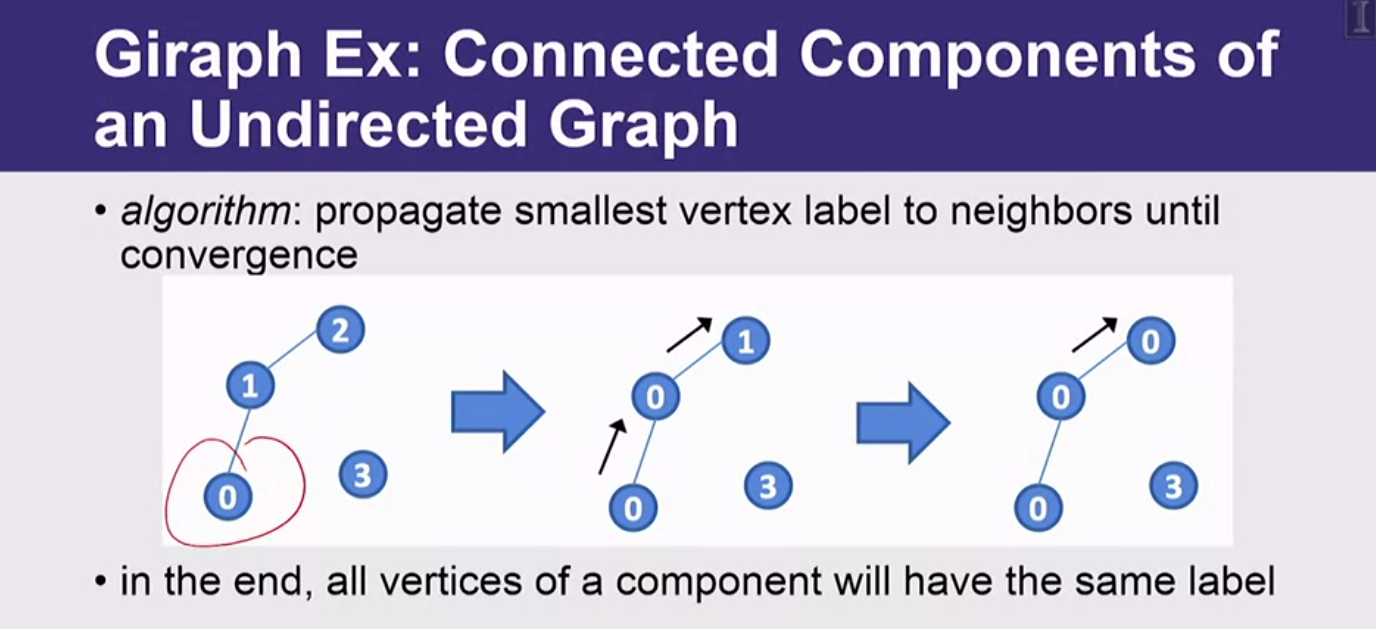 Giraph Ex: Connected Components of
an Undirected Graph
• algorithm: propagate smallest vertex label to neighbors until
convergence
2
1
0
3
1
0
0
3
0
0
0
3
• in the end, all vertices of a component will have the same label
I